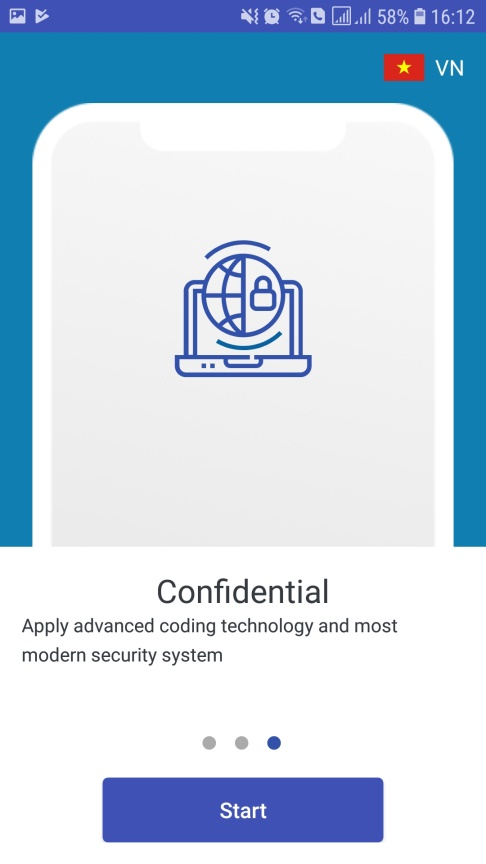 58% 16:12
VN
Confidential
Apply advanced coding technology and most
modern security system
Start